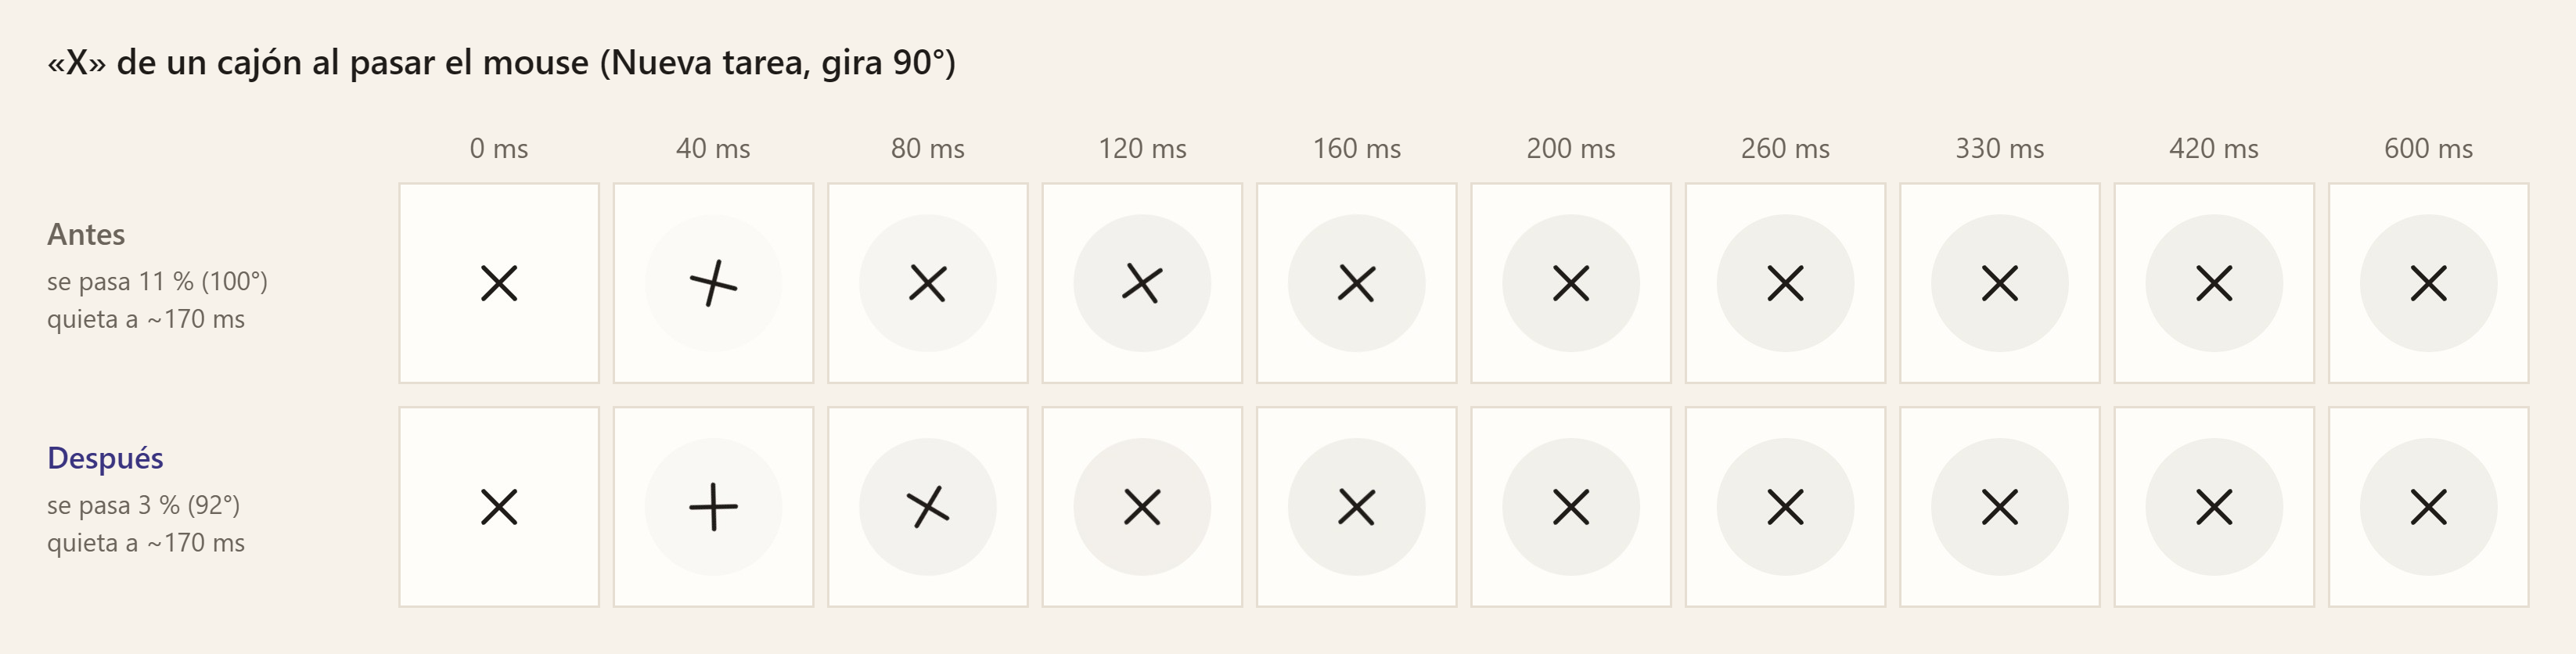 «X» de un cajón al pasar el mouse (Nueva tarea, gira 90°)
0 ms 40 ms 80 ms 120 ms 160 ms 200 ms 260 ms 330 ms 420 ms 600 ms
Antes
se pasa 11 % (100°)
quieta a ~170 ms
Después
se pasa 3 % (92°)
quieta a ~170 ms